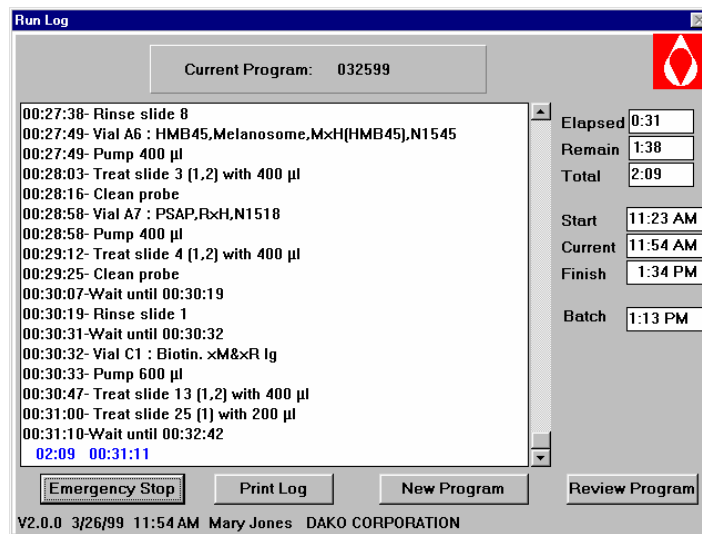 Run Log
Current Program: 032599
00:27:38- Rinse slide 8
00:27:49- Vial A6 : HMB45,Melanosome,MxH(HMB45),N1545
00:27:49- Pump 400 µl
00:28:03- Treat slide 3 (1,2) with 400 µl
00:28:16- Clean probe
00:28:58- Vial A7 : PSAP,RxH,N1518
00:28:58- Pump 400 µl
00:29:12- Treat slide 4 (1,2) with 400 µl
00:29:25- Clean probe
00:30:07-Wait until 00:30:19
00:30:19- Rinse slide 1
00:30:31-Wait until 00:30:32
00:30:32- Vial C1 : Biotin. xM&xR Ig
00:30:33- Pump 600 µl
00:30:47- Treat slide 13 (1,2) with 400 µl
00:31:00- Treat slide 25 (1) with 200 µl
00:31:10-Wait until 00:32:42
02:09 00:31:11
Elapsed 0:31
Remain 1:38
Total 2:09
Start 11:23 AM
Current 11:54 AM
Finish 1:34 PM
Batch 1:13 PM
Emergency Stop
Print Log
New Program
Review Program
V2.0.0 3/26/99 11:54 AM Mary Jones DAKO CORPORATION